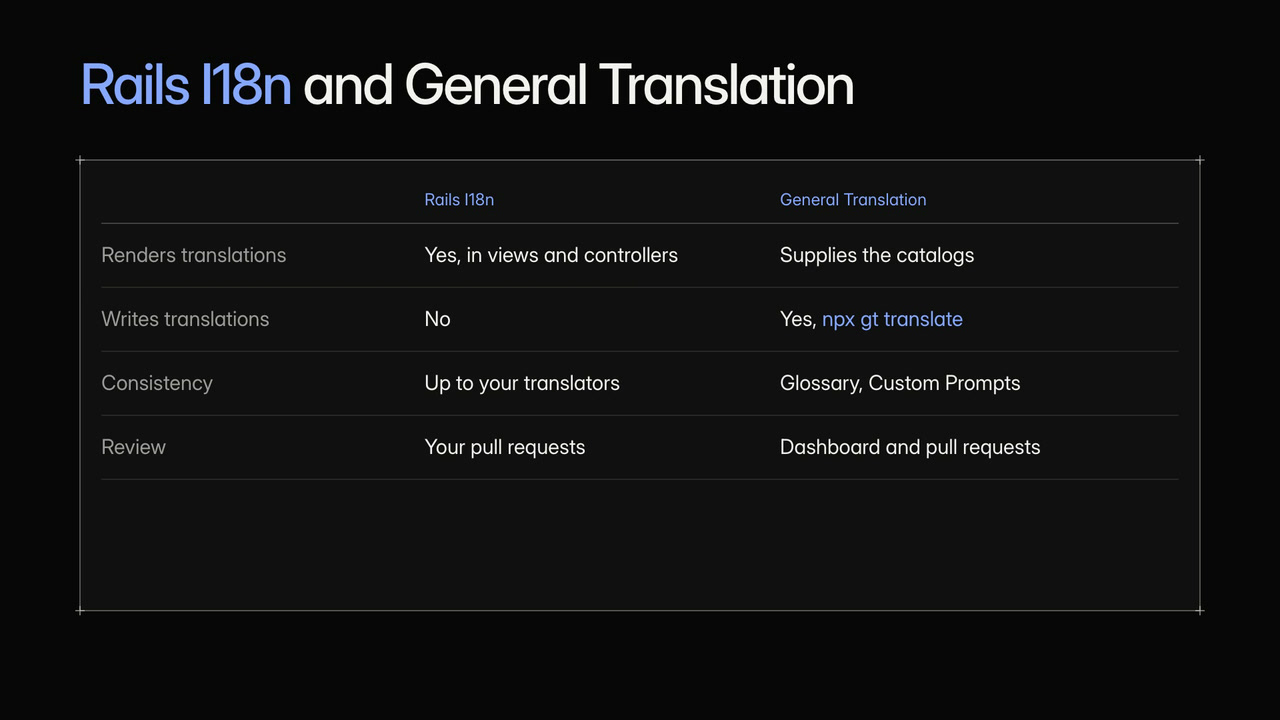 Rails I18n and General Translation
Rails I18n General Translation
Renders translations Yes, in views and controllers Supplies the catalogs
Writes translations No Yes, npx gt translate
Consistency Up to your translators Glossary, Custom Prompts
Review Your pull requests Dashboard and pull requests